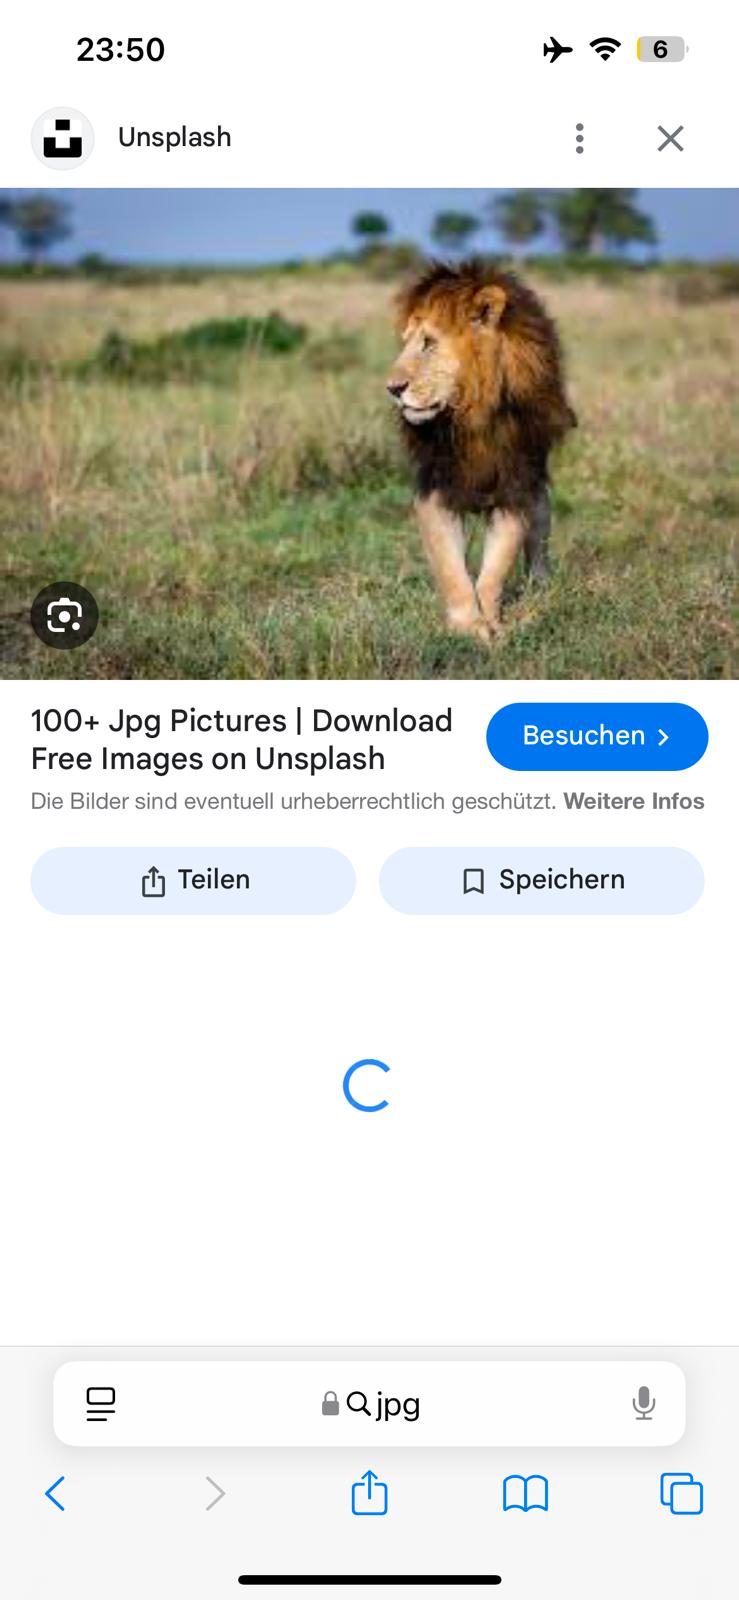 23:50
6
Unsplash
100+ Jpg Pictures | Download
Free Images on Unsplash
Besuchen
Die Bilder sind eventuell urheberrechtlich geschützt. Weitere Infos
Teilen
Speichern
jpg